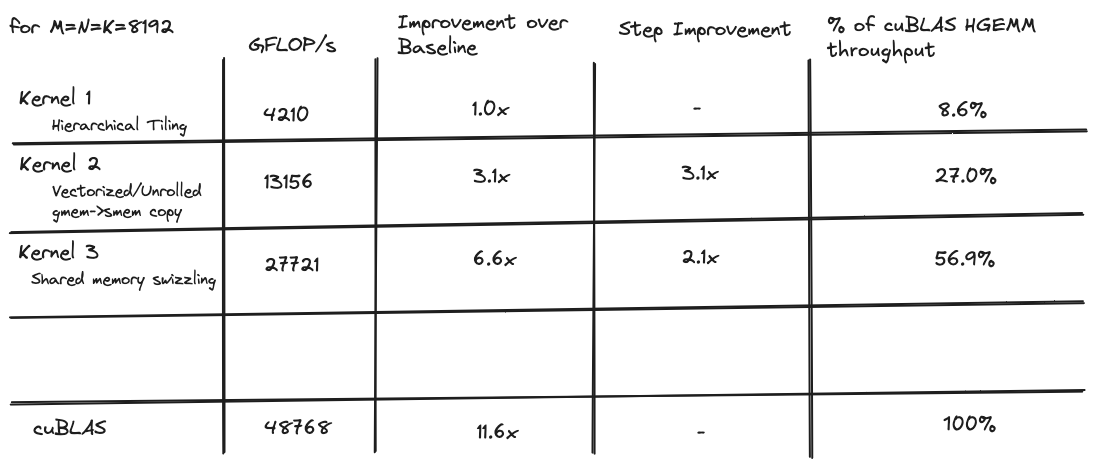 for M=N=K=8192
GFLOP/s
Improvement over
Baseline
Step Improvement
% of cuBLAS HGEMM
throughput
Kernel 1
Hierarchical Tiling
4210
1.0x
-
8.6%
Kernel 2
Vectorized/Unrolled
gmem->smem copy
13156
3.1x
3.1x
27.0%
Kernel 3
Shared memory swizzling
27721
6.6x
2.1x
56.9%
cuBLAS
48768
11.6x
-
100%